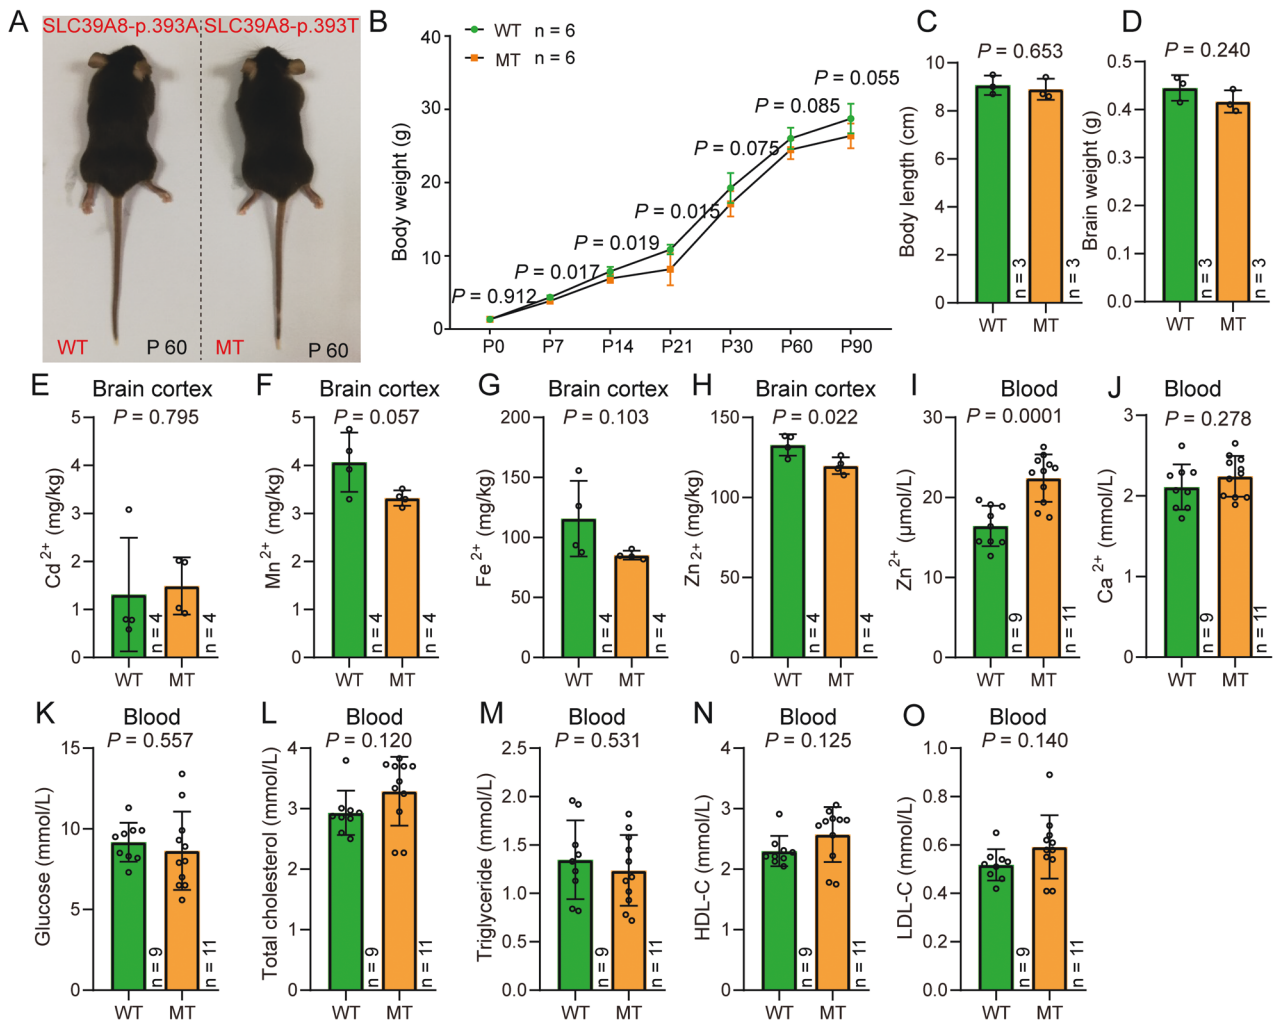 A
SLC39A8-p.393A
SLC39A8-p.393T
WT
P 60
MT
P 60
B
WT n = 6
MT n = 6
Body weight (g)
40
30
20
10
0
P = 0.912
P = 0.017
P = 0.019
P = 0.015
P = 0.075
P = 0.085
P = 0.055
P0 P7 P14 P21 P30 P60 P90
C
P = 0.653
Body length (cm)
10
8
6
4
2
0
n = 3
n = 3
WT MT
D
P = 0.240
Brain weight (g)
0.5
0.4
0.3
0.2
0.1
0.0
n = 3
n = 3
WT MT
E
Brain cortex
P = 0.795
Cd2+ (mg/kg)
5
4
3
2
1
0
n = 4
n = 4
WT MT
F
Brain cortex
P = 0.057
Mn2+ (mg/kg)
5
4
3
2
1
0
n = 4
n = 4
WT MT
G
Brain cortex
P = 0.103
Fe2+ (mg/kg)
200
150
100
50
0
n = 4
n = 4
WT MT
H
Brain cortex
P = 0.022
Zn2+ (mg/kg)
150
100
50
0
n = 4
n = 4
WT MT
I
Blood
P = 0.0001
Zn2+ (μmol/L)
30
20
10
0
n = 9
n = 11
WT MT
J
Blood
P = 0.278
Ca2+ (mmol/L)
3
2
1
0
n = 9
n = 11
WT MT
K
Blood
P = 0.557
Glucose (mmol/L)
15
10
5
0
n = 9
n = 11
WT MT
L
Blood
P = 0.120
Total cholesterol (mmol/L)
4
3
2
1
0
n = 9
n = 11
WT MT
M
Blood
P = 0.531
Triglyceride (mmol/L)
2.5
2.0
1.5
1.0
0.5
0.0
n = 9
n = 11
WT MT
N
Blood
P = 0.125
HDL-C (mmol/L)
4
3
2
1
0
n = 9
n = 11
WT MT
O
Blood
P = 0.140
LDL-C (mmol/L)
1.0
0.8
0.6
0.4
0.2
0.0
n = 9
n = 11
WT MT